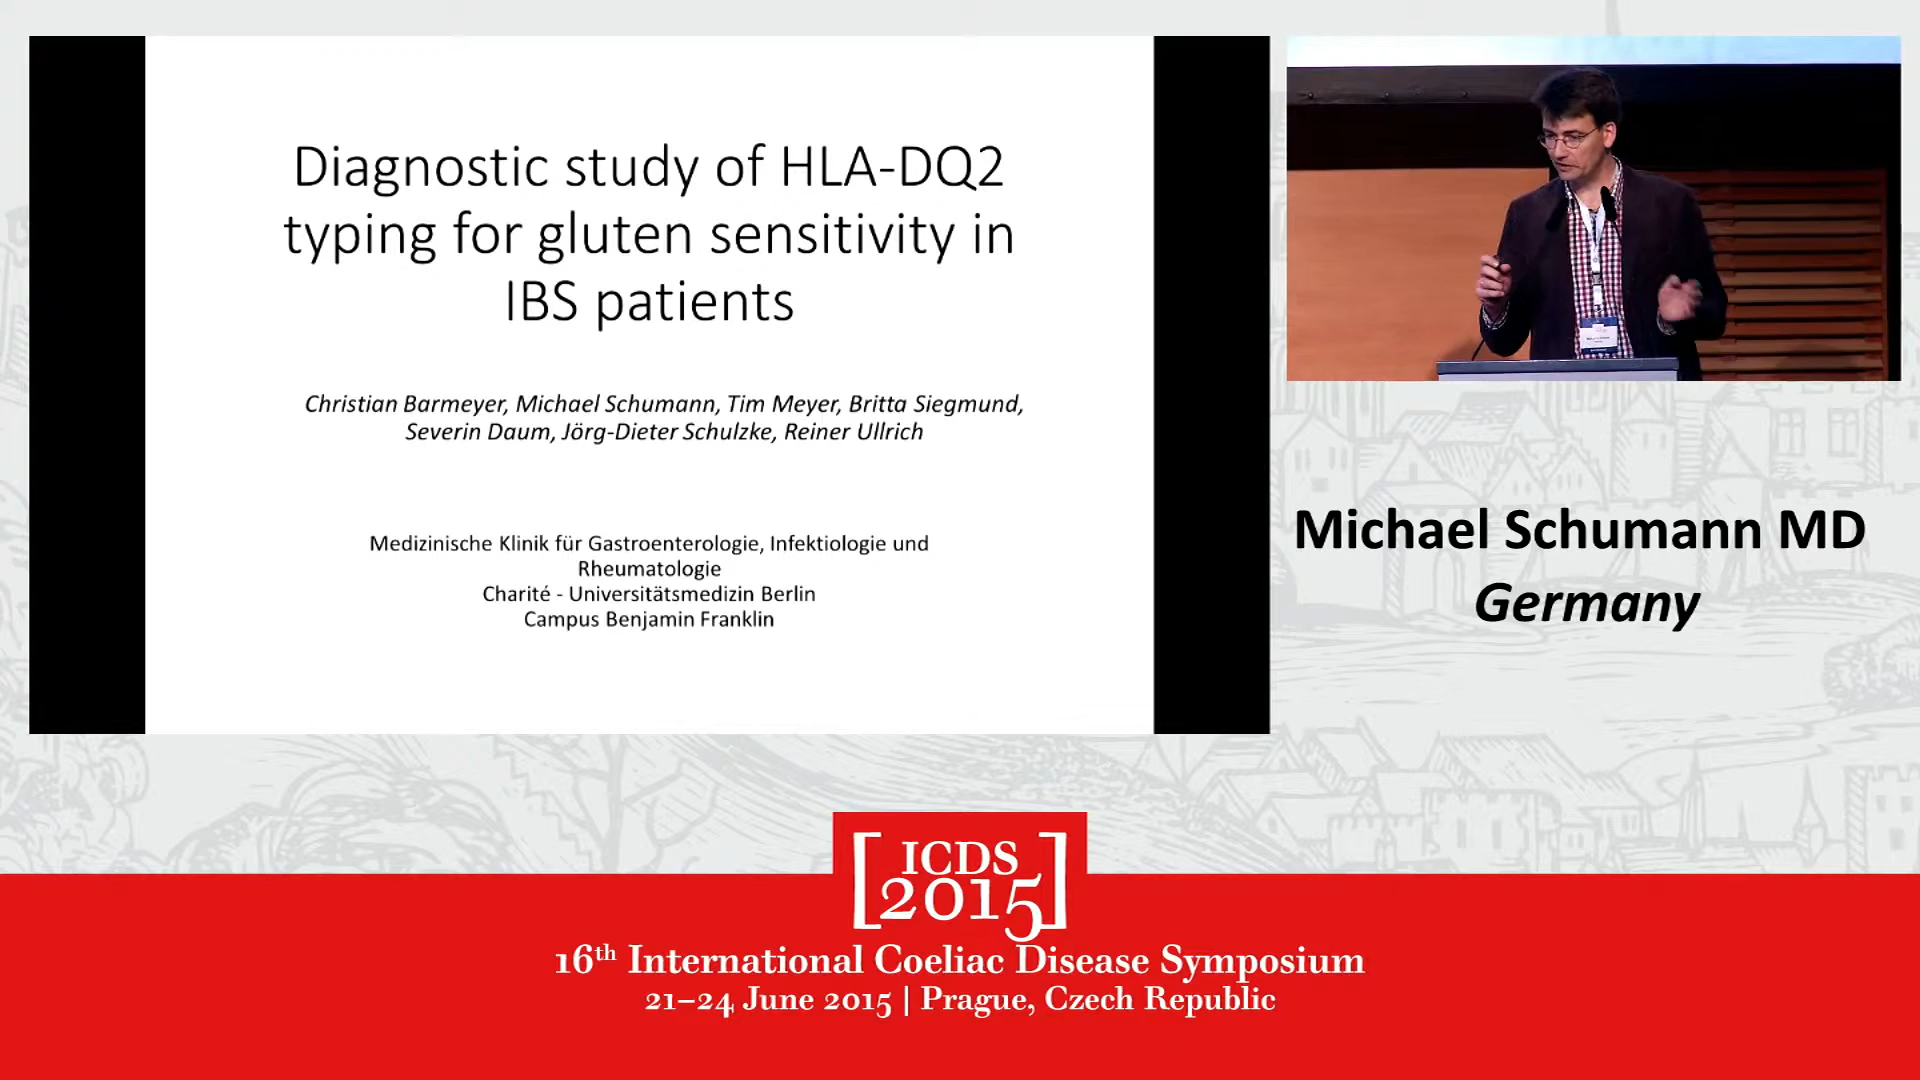 Diagnostic study of HLA-DQ2
typing for gluten sensitivity in
IBS patients
Christian Barmeyer, Michael Schumann, Tim Meyer, Britta Siegmund,
Severin Daum, Jörg-Dieter Schulzke, Reiner Ullrich
Medizinische Klinik für Gastroenterologie, Infektiologie und
Rheumatologie
Charité - Universitätsmedizin Berlin
Campus Benjamin Franklin
Michael Schumann MD
Germany
[ICDS
2015]
16th International Coeliac Disease Symposium
21–24 June 2015 | Prague, Czech Republic